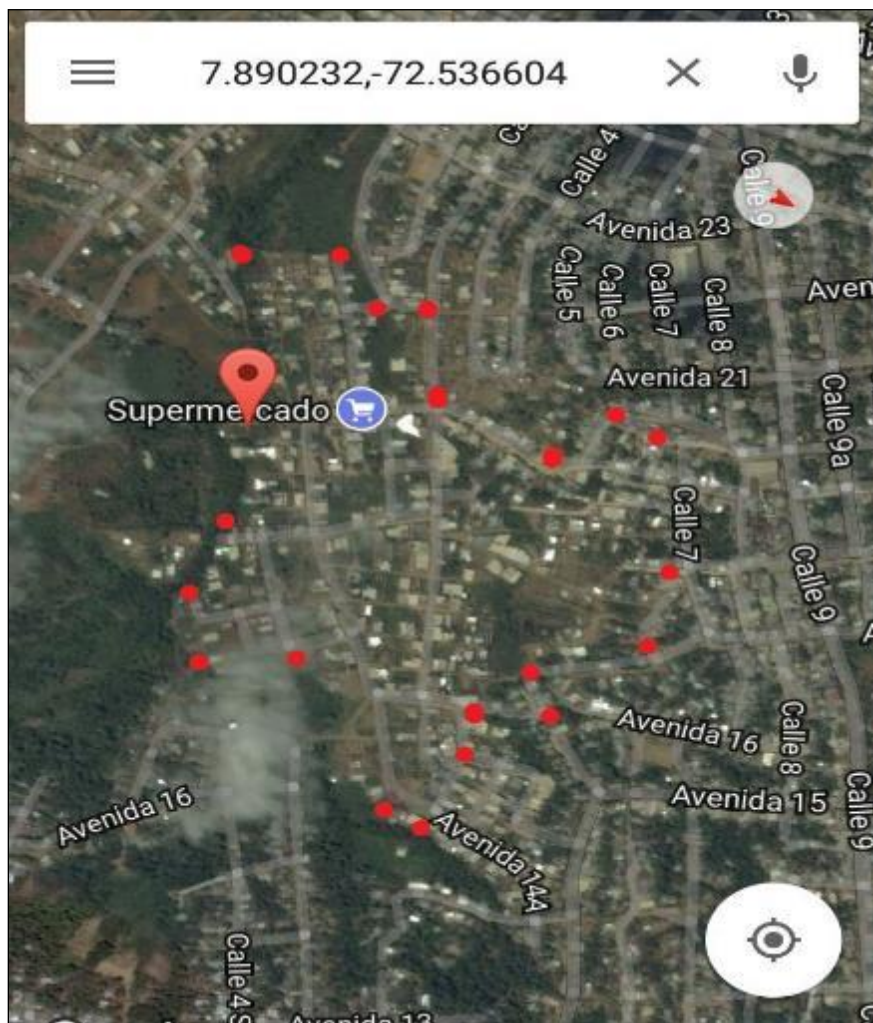 7.890232,-72.536604
Calle 4
Calle 9
Avenida 23
Calle 5
Calle 6
Calle 7
Calle 8
Avenida 21
Supermercado
Calle 9a
Calle 7
Calle 9
Avenida 16
Calle 8
Avenida 16
Avenida 15
Calle 9
Avenida 14A
Calle 4S
Avenida 13